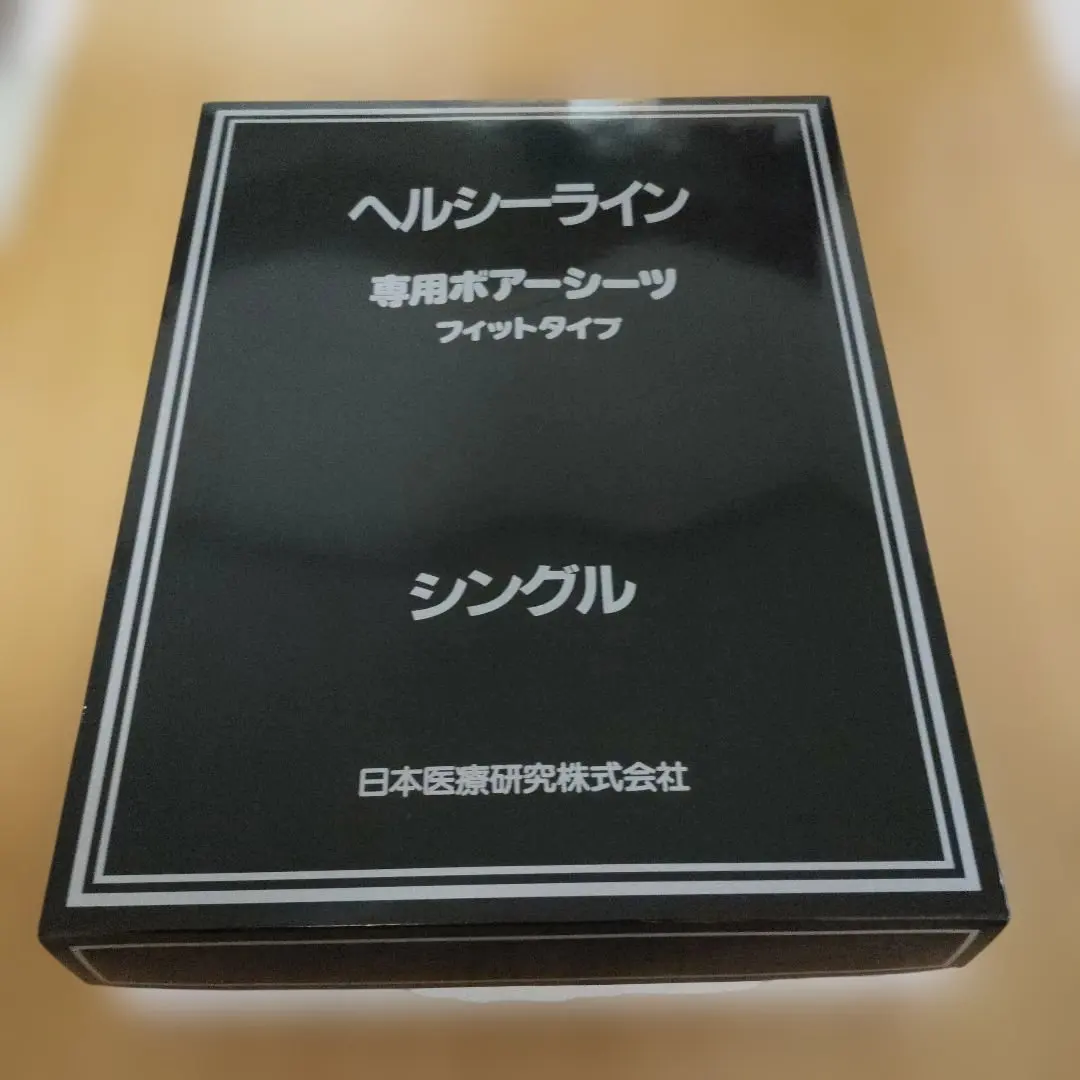 ヘルシーライン
専用ボアーシーツ
フィットタイプ
シングル
日本医療研究株式会社